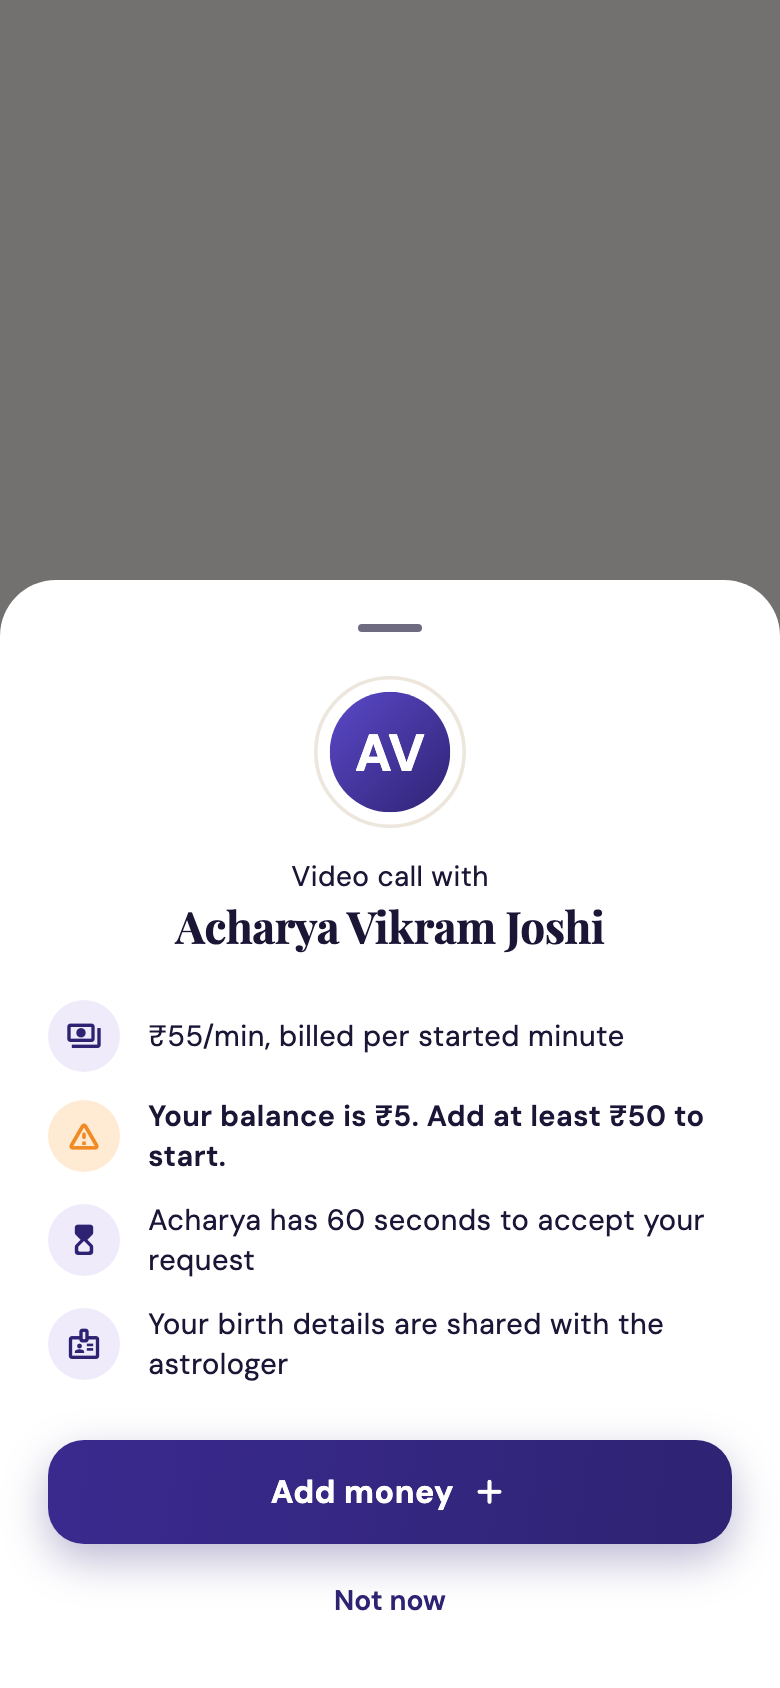 AV
Video call with
Acharya Vikram Joshi
₹55/min, billed per started minute
Your balance is ₹5. Add at least ₹50 to
start.
Acharya has 60 seconds to accept your
request
Your birth details are shared with the
astrologer
Add money +
Not now